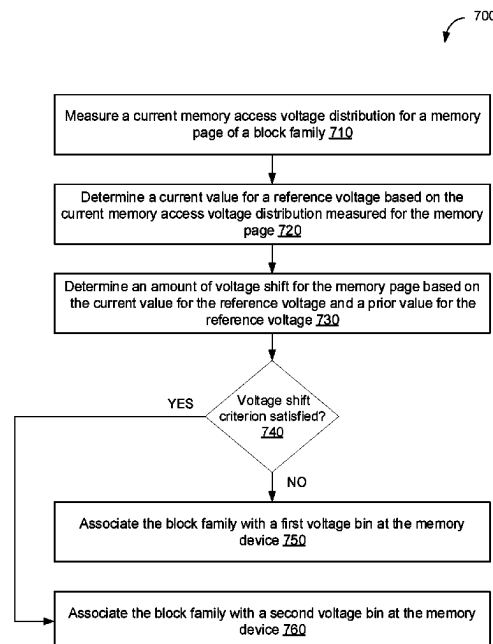 700
Measure a current memory access voltage distribution for a memory
page of a block family 710
Determine a current value for a reference voltage based on the
current memory access voltage distribution measured for the memory
page 720
Determine an amount of voltage shift for the memory page based on
the current value for the reference voltage and a prior value for the
reference voltage 730
YES
Voltage shift
criterion satisfied?
740
NO
Associate the block family with a first voltage bin at the memory
device 750
Associate the block family with a second voltage bin at the memory
device 760